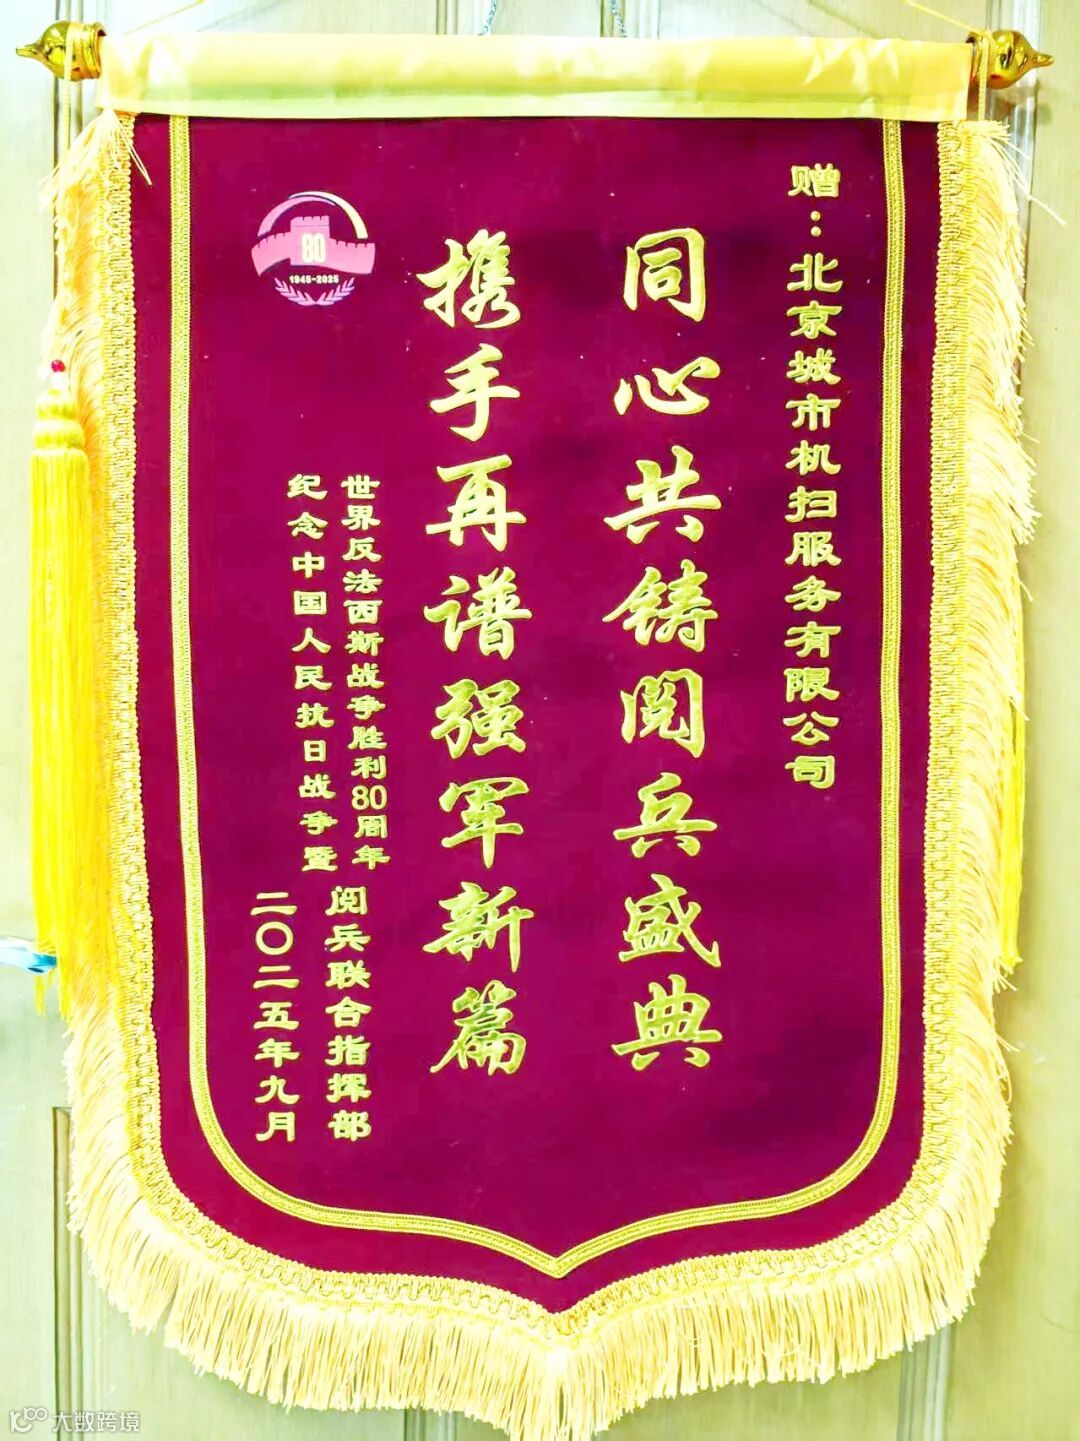 赠：北京城市机扫服务有限公司
同心共铸阅兵盛典
携手再谱强军新篇
纪念中国人民抗日战争暨
世界反法西斯战争胜利80周年
阅兵联合指挥部
二〇二五年九月
80
1945-2025
大数跨境